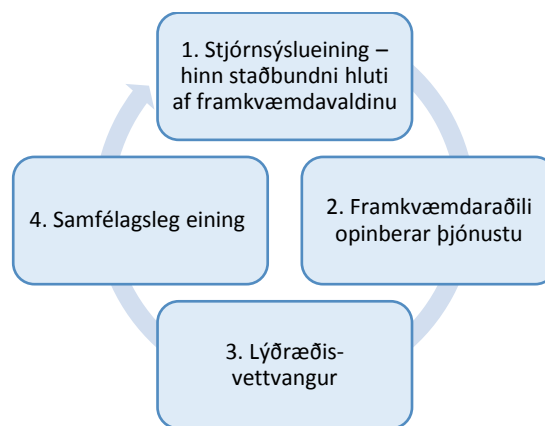 1. Stjórnsýslueining –
hinn staðbundni hluti
af framkvæmdavaldinu
2. Framkvæmdaraðili
opinberar þjónustu
3. Lýðræðis-
vettvangur
4. Samfélagsleg eining